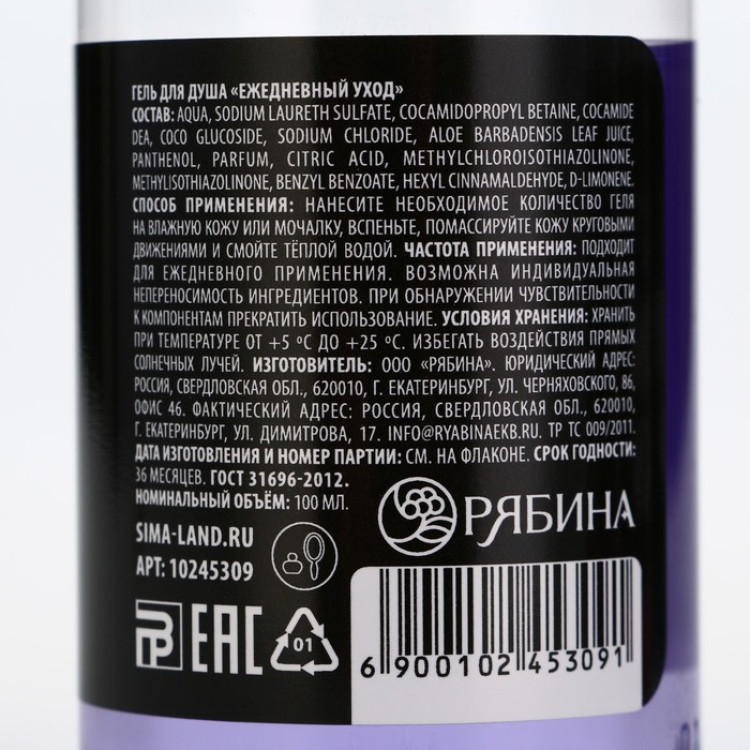 ГЕЛЬ ДЛЯ ДУША «ЕЖЕДНЕВНЫЙ УХОД»
СОСТАВ: AQUA, SODIUM LAURETH SULFATE, COCAMIDOPROPYL BETAINE, COCAMIDE
DEA, COCO GLUCOSIDE, SODIUM CHLORIDE, ALOE BARBADENSIS LEAF JUICE,
PANTHENOL, PARFUM, CITRIC ACID, METHYLCHLOROISOTHIAZOLINONE,
METHYLISOTHIAZOLINONE, BENZYL BENZOATE, HEXYL CINNAMALDEHYDE, D-LIMONENE.
СПОСОБ ПРИМЕНЕНИЯ: НАНЕСИТЕ НЕОБХОДИМОЕ КОЛИЧЕСТВО ГЕЛЯ
НА ВЛАЖНУЮ КОЖУ ИЛИ МОЧАЛКУ, ВСПЕНЬТЕ, ПОМАССИРУЙТЕ КОЖУ КРУГОВЫМИ
ДВИЖЕНИЯМИ И СМОЙТЕ ТЁПЛОЙ ВОДОЙ. ЧАСТОТА ПРИМЕНЕНИЯ: ПОДХОДИТ
ДЛЯ ЕЖЕДНЕВНОГО ПРИМЕНЕНИЯ. ВОЗМОЖНА ИНДИВИДУАЛЬНАЯ
НЕПЕРЕНОСИМОСТЬ ИНГРЕДИЕНТОВ. ПРИ ОБНАРУЖЕНИИ ЧУВСТВИТЕЛЬНОСТИ
К КОМПОНЕНТАМ ПРЕКРАТИТЬ ИСПОЛЬЗОВАНИЕ. УСЛОВИЯ ХРАНЕНИЯ: ХРАНИТЬ
ПРИ ТЕМПЕРАТУРЕ ОТ +5 ºC ДО +25 ºC. ИЗБЕГАТЬ ВОЗДЕЙСТВИЯ ПРЯМЫХ
СОЛНЕЧНЫХ ЛУЧЕЙ. ИЗГОТОВИТЕЛЬ: ООО «РЯБИНА». ЮРИДИЧЕСКИЙ АДРЕС:
РОССИЯ, СВЕРДЛОВСКАЯ ОБЛ., 620010, Г. ЕКАТЕРИНБУРГ, УЛ. ЧЕРНЯХОВСКОГО, 86,
ОФИС 46. ФАКТИЧЕСКИЙ АДРЕС: РОССИЯ, СВЕРДЛОВСКАЯ ОБЛ., 620010,
Г. ЕКАТЕРИНБУРГ, УЛ. ДИМИТРОВА, 17. INFO@RYABINAEKB.RU. ТР ТС 009/2011.
ДАТА ИЗГОТОВЛЕНИЯ И НОМЕР ПАРТИИ: СМ. НА ФЛАКОНЕ. СРОК ГОДНОСТИ:
36 МЕСЯЦЕВ. ГОСТ 31696-2012.
НОМИНАЛЬНЫЙ ОБЪЁМ: 100 МЛ.
РЯБИНА
SIMA-LAND.RU
АРТ: 10245309
EAC
01
6 900102 453091